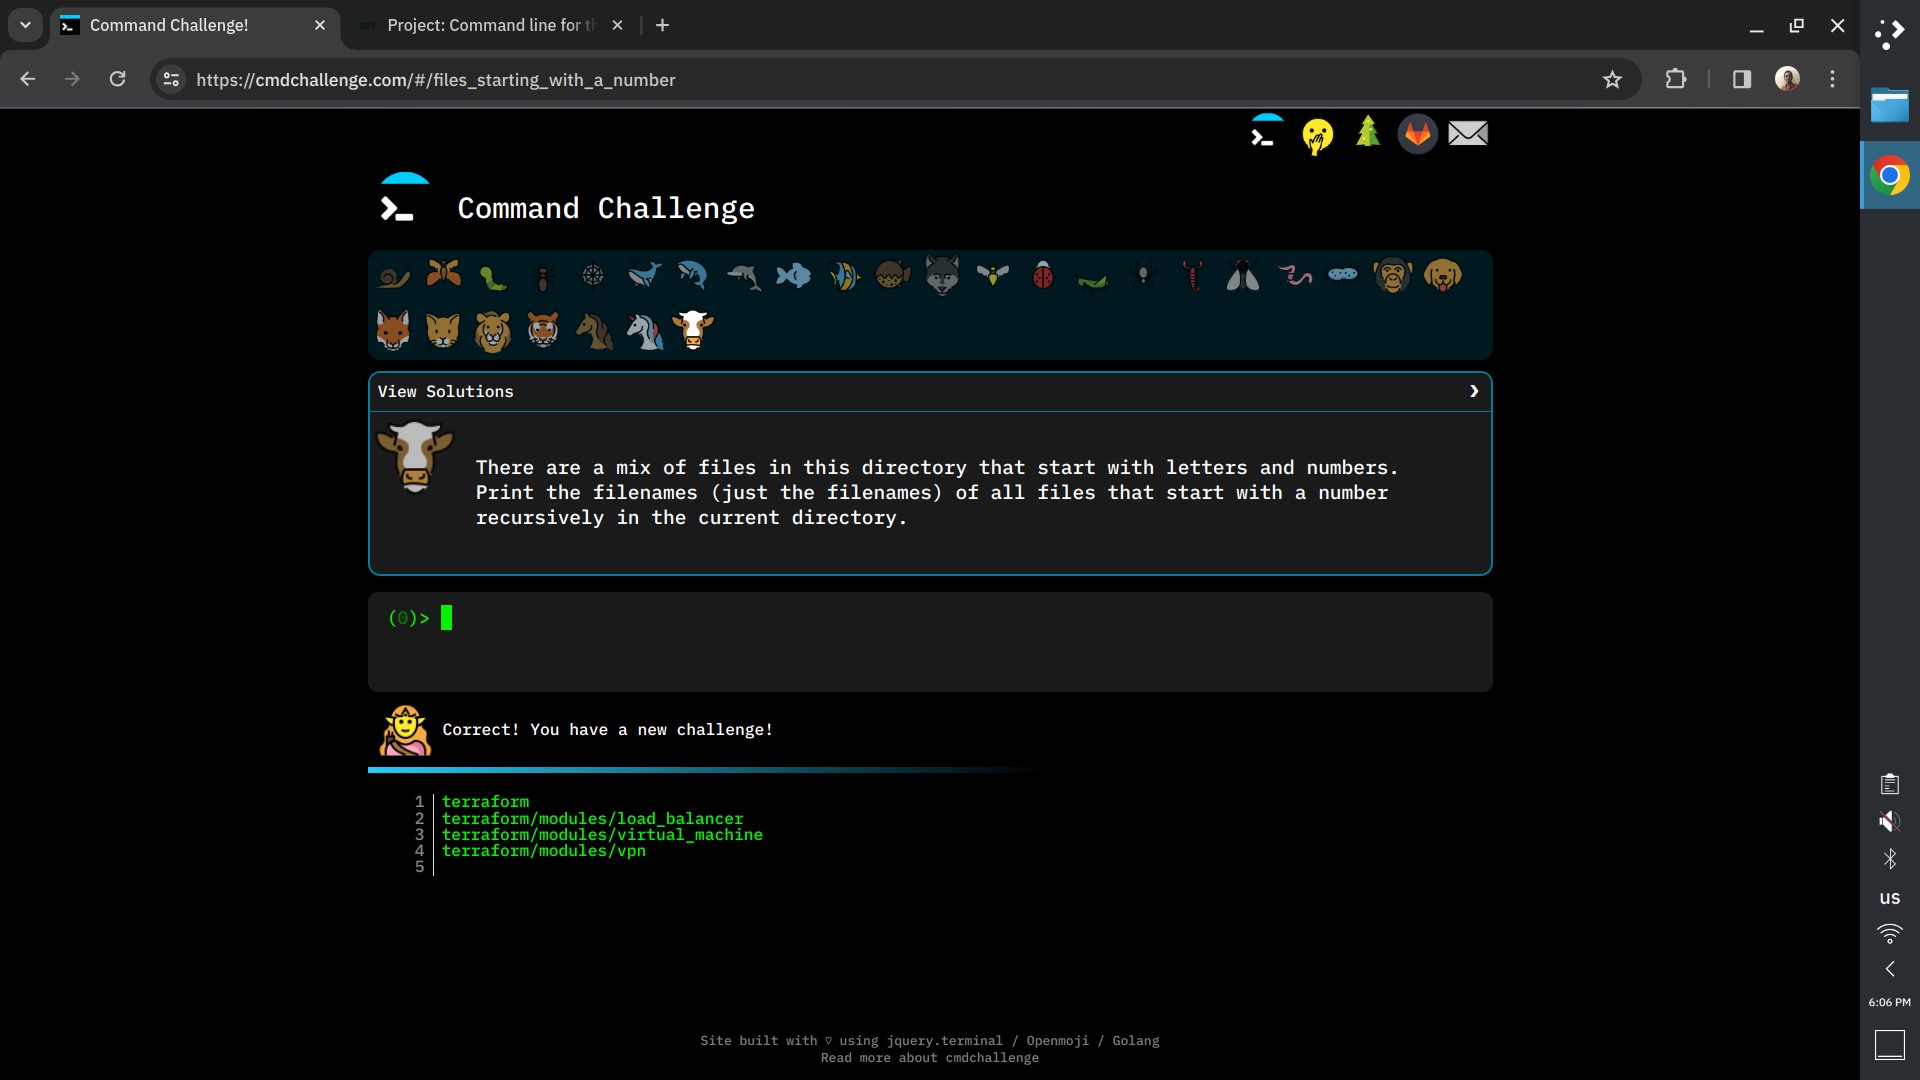 Command Challenge!
Project: Command line for t
https://cmdchallenge.com/#/files_starting_with_a_number
Command Challenge
View Solutions
There are a mix of files in this directory that start with letters and numbers.
Print the filenames (just the filenames) of all files that start with a number
recursively in the current directory.
(0)>
Correct! You have a new challenge!
1 terraform
2 terraform/modules/load_balancer
3 terraform/modules/virtual_machine
4 terraform/modules/vpn
5
Site built with ♡ using jquery.terminal / Openmoji / Golang
Read more about cmdchallenge
us
6:06 PM